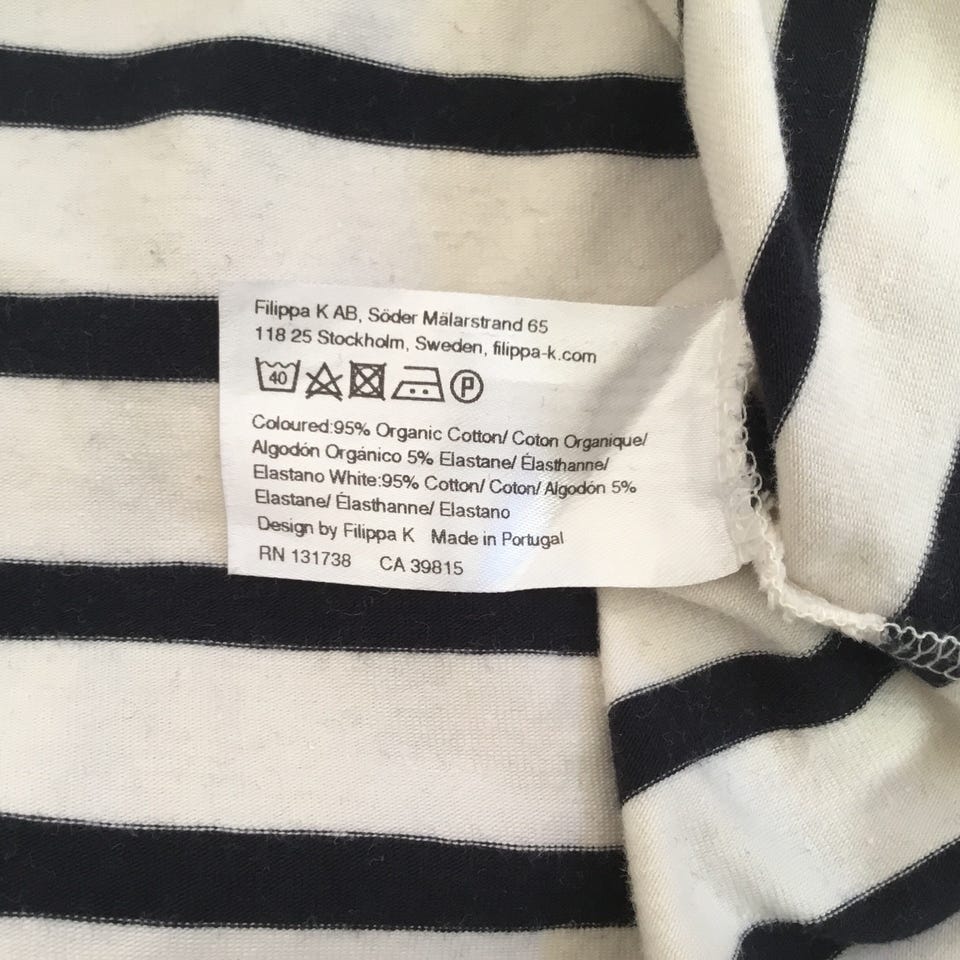 Filippa K AB, Söder Mälarstrand 65
118 25 Stockholm, Sweden, filippa-k.com
40 P
Coloured:95% Organic Cotton/ Coton Organique/
Algodón Orgánico 5% Elastane/ Élasthanne/
Elastano White:95% Cotton/ Coton/ Algodón 5%
Elastane/ Élasthanne/ Elastano
Design by Filippa K Made in Portugal
RN 131738 CA 39815